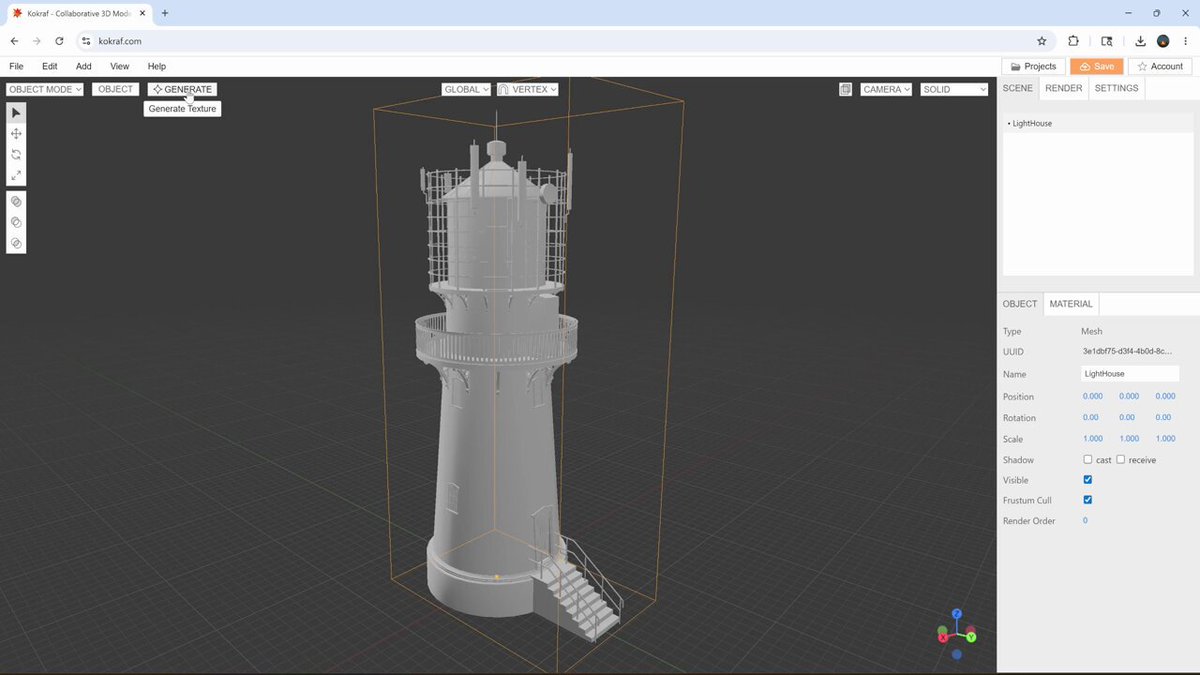 Kokraf - Collaborative 3D Mode
kokraf.com
File Edit Add View Help
Projects Save Account
OBJECT MODE OBJECT GENERATE GLOBAL VERTEX CAMERA SOLID
Generate Texture
SCENE RENDER SETTINGS
• LightHouse
OBJECT MATERIAL
Type Mesh
UUID 3e1dbf75-d3f4-4b0d-8c...
Name LightHouse
Position 0.000 0.000 0.000
Rotation 0.00 0.00 0.00
Scale 1.000 1.000 1.000
Shadow cast receive
Visible
Frustum Cull
Render Order 0
Z
X Y